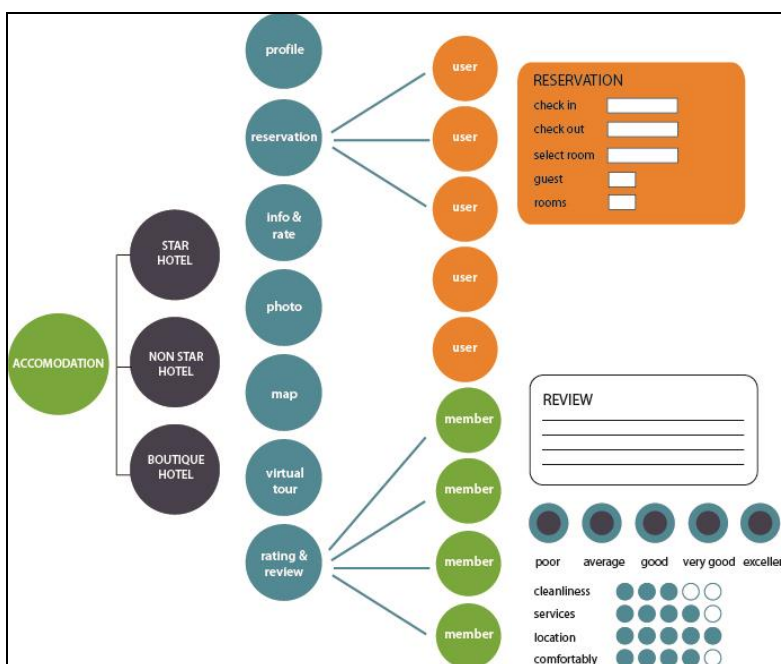 ACCOMODATION
STAR
HOTEL
NON STAR
HOTEL
BOUTIQUE
HOTEL
profile
reservation
info &
rate
photo
map
virtual
tour
rating &
review
user
user
user
user
user
member
member
member
member
RESERVATION
check in
check out
select room
guest
rooms
REVIEW
poor average good very good exceller
cleanliness
services
location
comfortably